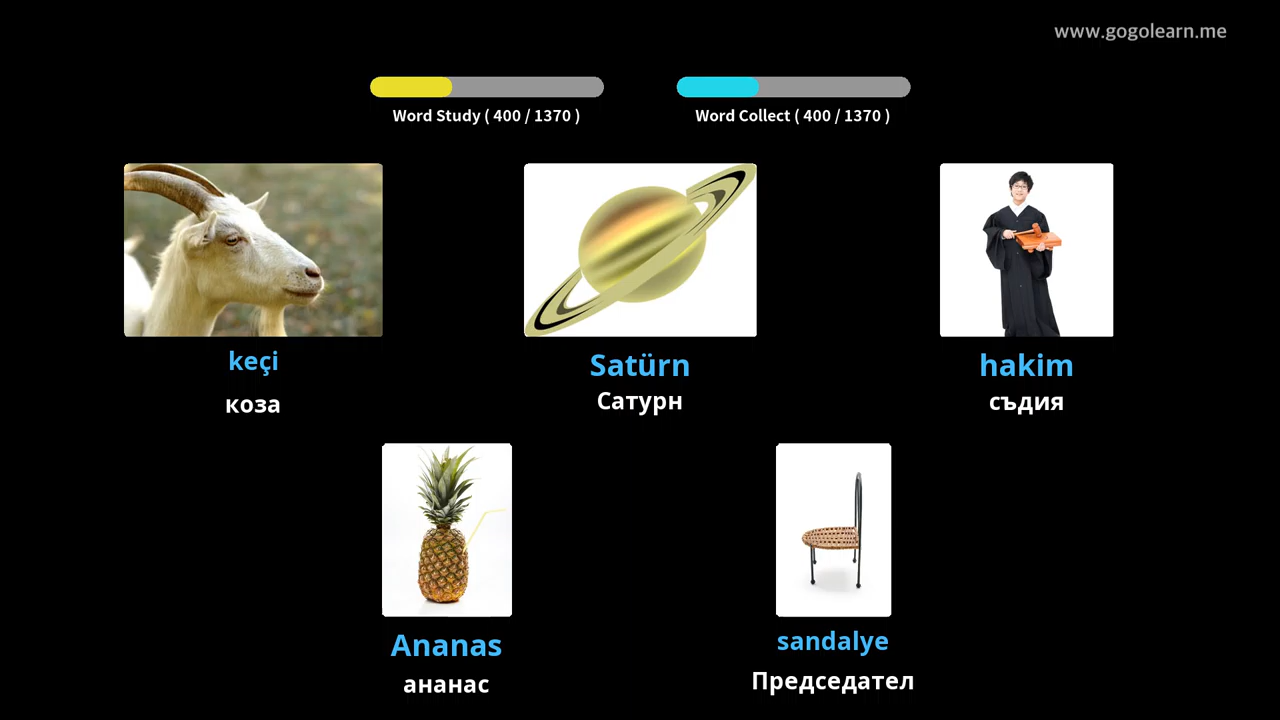 www.gogolearn.me
Word Study ( 400 / 1370 )
Word Collect ( 400 / 1370 )
keçi
коза
Satürn
Сатурн
hakim
съдия
Ananas
ананас
sandalye
Председател